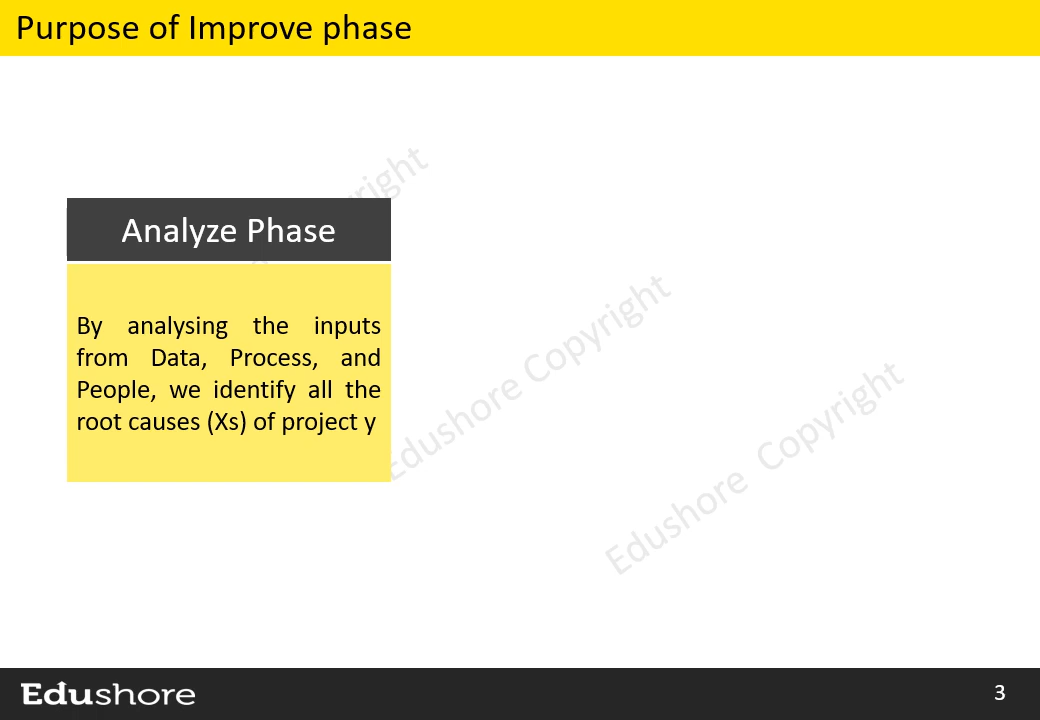 Purpose of Improve phase
right
Analyze Phase
By analysing the inputs
from Data, Process, and
People, we identify all the
root causes (Xs) of project y
Edushore Copyright
Edushore Copyright
Edushore
3